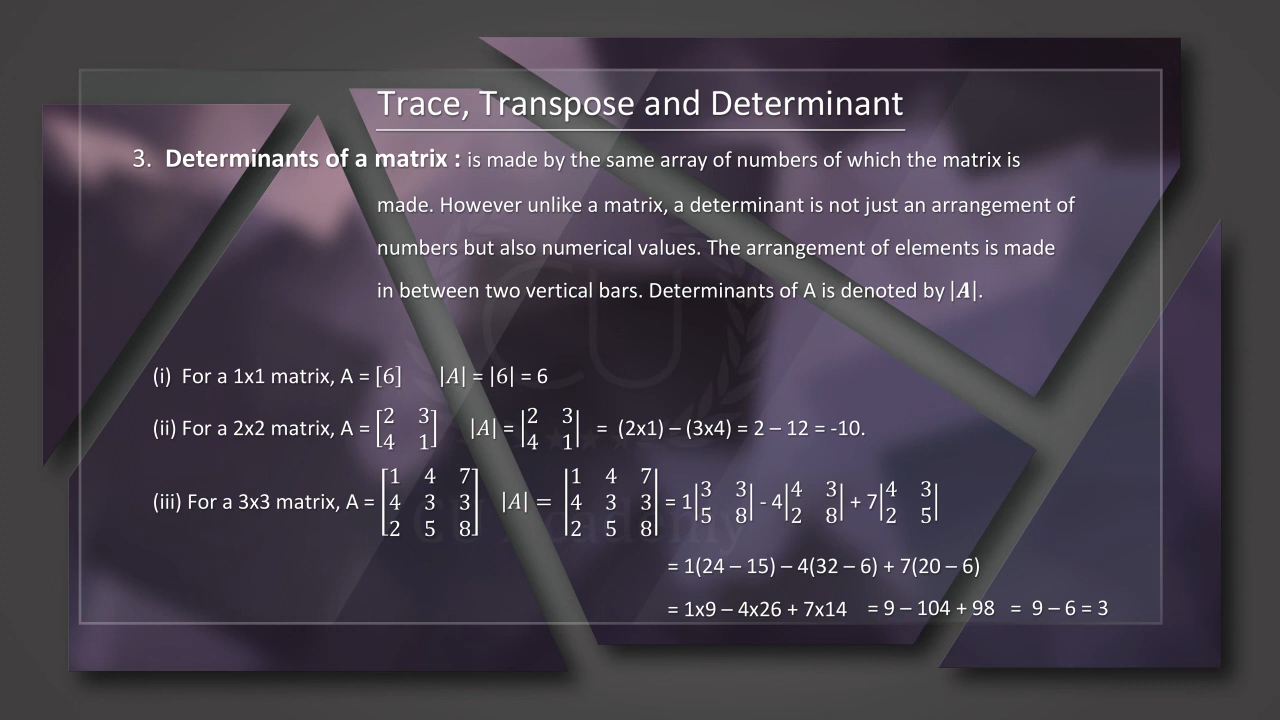 Trace, Transpose and Determinant
3. Determinants of a matrix : is made by the same array of numbers of which the matrix is
made. However unlike a matrix, a determinant is not just an arrangement of
numbers but also numerical values. The arrangement of elements is made
in between two vertical bars. Determinants of A is denoted by |A|.
(i) For a 1x1 matrix, A = [6] |A| = |6| = 6
(ii) For a 2x2 matrix, A = [2 3; 4 1] |A| = |2 3; 4 1| = (2x1) – (3x4) = 2 – 12 = -10.
(iii) For a 3x3 matrix, A = [1 4 7; 4 3 3; 2 5 8] |A| = |1 4 7; 4 3 3; 2 5 8| = 1|3 3; 5 8| - 4|4 3; 2 8| + 7|4 3; 2 5|
= 1(24 – 15) – 4(32 – 6) + 7(20 – 6)
= 1x9 – 4x26 + 7x14 = 9 – 104 + 98 = 9 – 6 = 3
CU
CU Academy